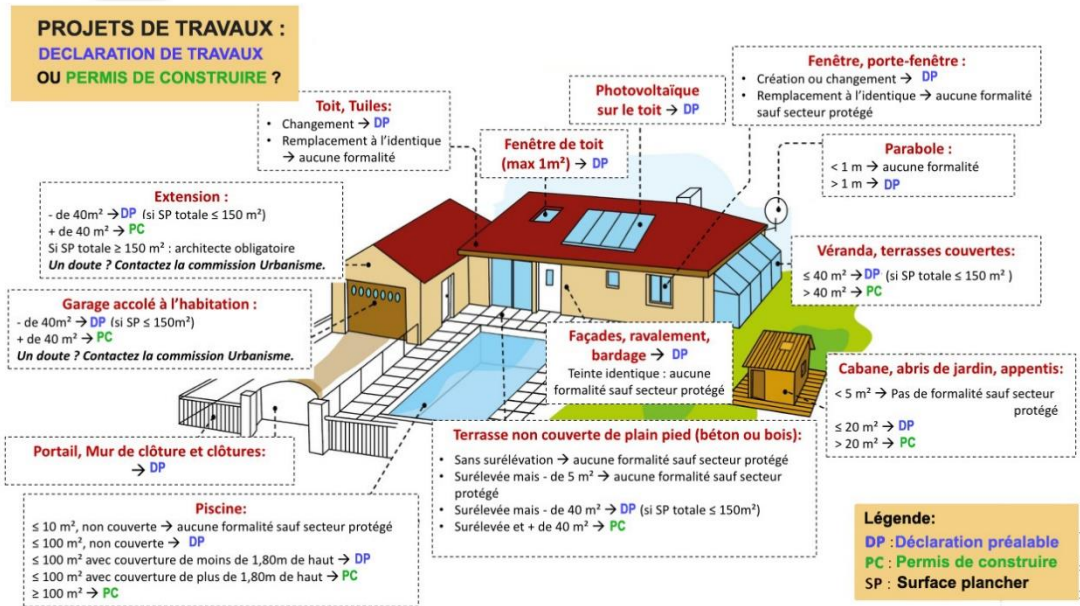 PROJETS DE TRAVAUX :
DECLARATION DE TRAVAUX
OU PERMIS DE CONSTRUIRE ?
Toit, Tuiles:
• Changement → DP
• Remplacement à l'identique
→ aucune formalité
Fenêtre de toit
(max 1m²) → DP
Photovoltaïque
sur le toit → DP
Fenêtre, porte-fenêtre :
• Création ou changement → DP
• Remplacement à l'identique → aucune formalité
sauf secteur protégé
Parabole :
< 1 m → aucune formalité
> 1 m → DP
Extension :
- de 40m² → DP (si SP totale ≤ 150 m²)
+ de 40 m² → PC
Si SP totale ≥ 150 m² : architecte obligatoire
Un doute ? Contactez la commission Urbanisme.
Véranda, terrasses couvertes:
≤ 40 m² → DP (si SP totale ≤ 150 m² )
> 40 m² → PC
Garage accolé à l'habitation :
- de 40m² → DP (si SP ≤ 150m²)
+ de 40 m² → PC
Un doute ? Contactez la commission Urbanisme.
Façades, ravalement,
bardage → DP
Teinte identique : aucune
formalité sauf secteur protégé
Cabane, abris de jardin, appentis:
< 5 m² → Pas de formalité sauf secteur
protégé
≤ 20 m² → DP
> 20 m² → PC
Portail, Mur de clôture et clôtures:
→ DP
Terrasse non couverte de plain pied (béton ou bois):
• Sans surélévation → aucune formalité sauf secteur protégé
• Surélevée mais - de 5 m² → aucune formalité sauf secteur
protégé
• Surélevée mais - de 40 m² → DP (si SP totale ≤ 150m²)
• Surélevée et + de 40 m² → PC
Piscine:
≤ 10 m², non couverte → aucune formalité sauf secteur protégé
≤ 100 m², non couverte → DP
≤ 100 m² avec couverture de moins de 1,80m de haut → DP
≤ 100 m² avec couverture de plus de 1,80m de haut → PC
≥ 100 m² → PC
Légende:
DP : Déclaration préalable
PC : Permis de construire
SP : Surface plancher